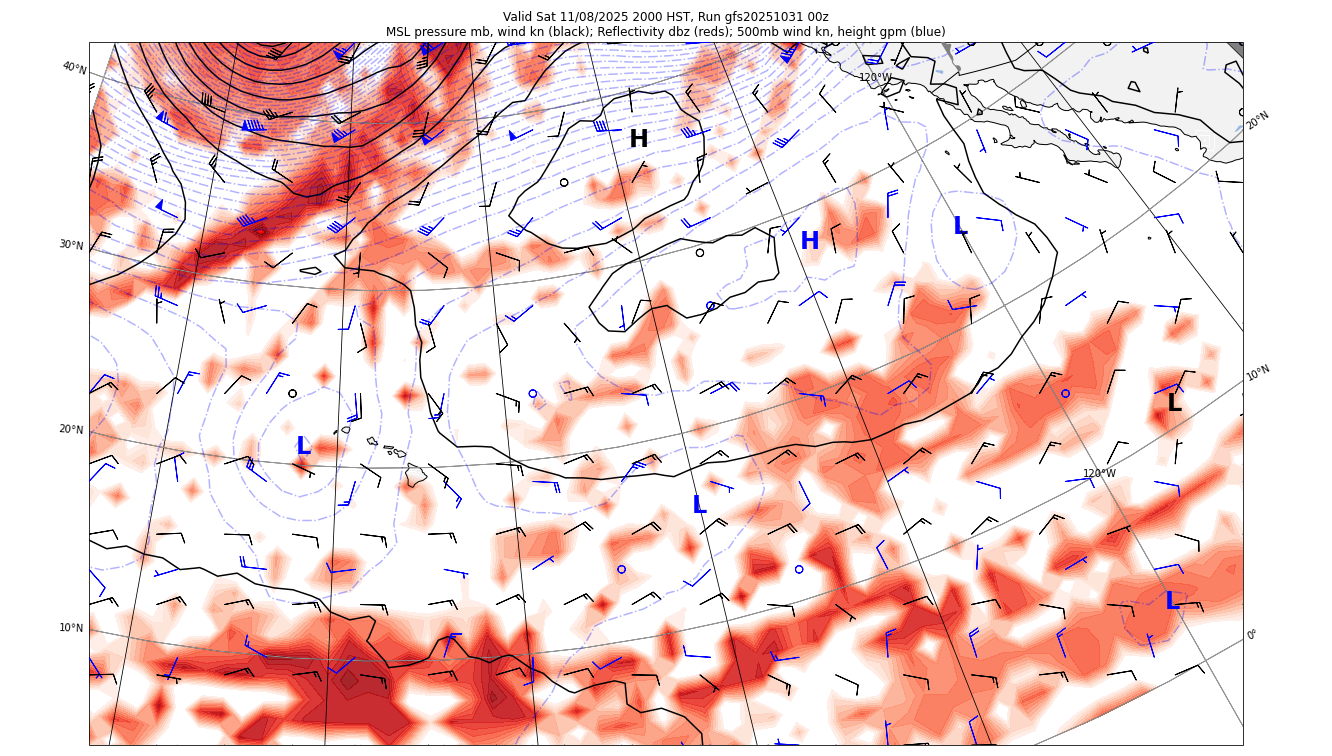 Valid Sat 11/08/2025 2000 HST, Run gfs20251031 00z
MSL pressure mb, wind kn (black); Reflectivity dbz (reds); 500mb wind kn, height gpm (blue)
40°N
120°W
20°N
H
30°N
H
L
10°N
L
20°N
L
120°W
L
L
10°N
0°